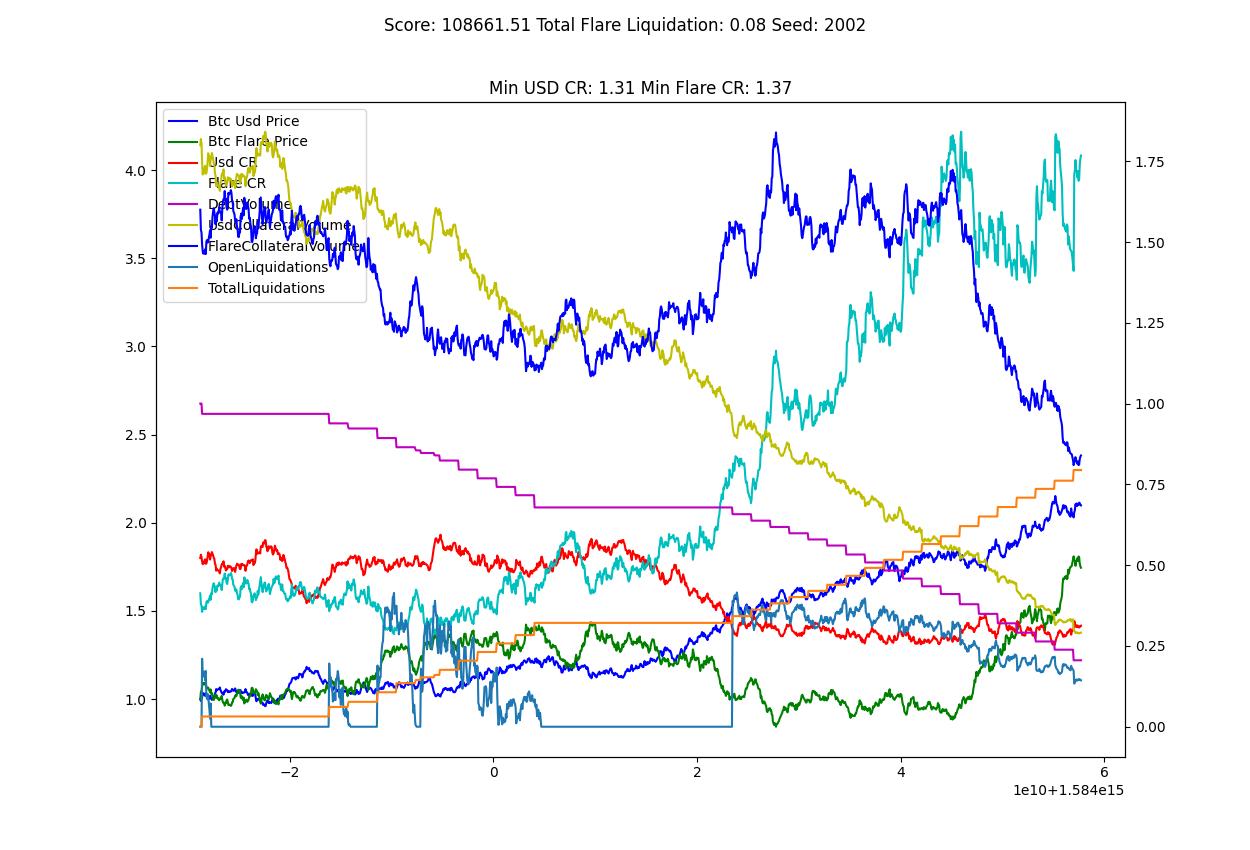 Score: 108661.51 Total Flare Liquidation: 0.08 Seed: 2002
Min USD CR: 1.31 Min Flare CR: 1.37
Btc Usd Price
Btc Flare Price
Usd CR
Flare CR
DebtVolume
UsdCollateralVolume
FlareCollateralVolume
OpenLiquidations
TotalLiquidations
4.0
3.5
3.0
2.5
2.0
1.5
1.0
1.75
1.50
1.25
1.00
0.75
0.50
0.25
0.00
−2
0
2
4
6
1e10+1.584e15